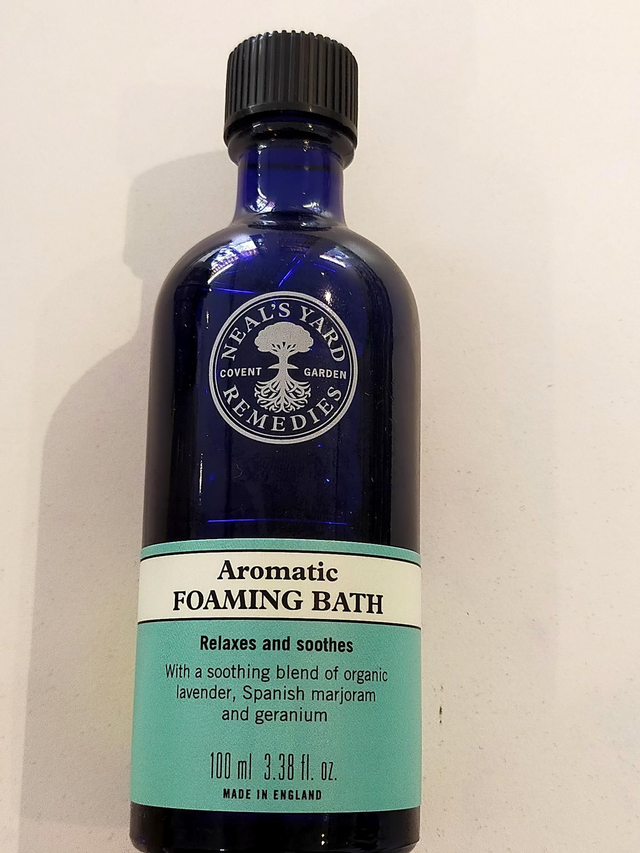 NEAL'S YARD
COVENT GARDEN
REMEDIES
Aromatic
FOAMING BATH
Relaxes and soothes
With a soothing blend of organic
lavender, Spanish marjoram
and geranium
100 ml 3.38 fl. oz.
MADE IN ENGLAND